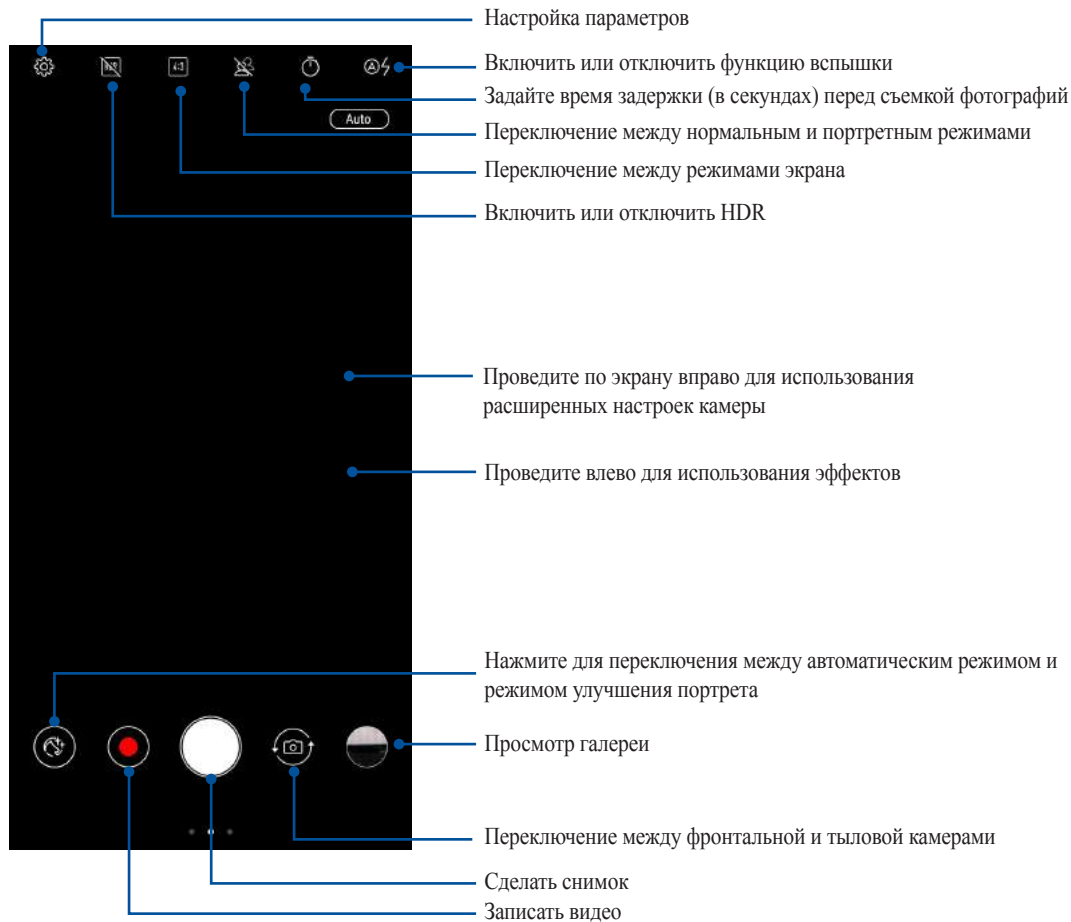 Настройка параметров
Включить или отключить функцию вспышки
Задайте время задержки (в секундах) перед съемкой фотографий
Auto
Переключение между нормальным и портретным режимами
4:3
Переключение между режимами экрана
Включить или отключить HDR
Проведите по экрану вправо для использования
расширенных настроек камеры
Проведите влево для использования эффектов
Нажмите для переключения между автоматическим режимом и
режимом улучшения портрета
Просмотр галереи
Переключение между фронтальной и тыловой камерами
Сделать снимок
Записать видео